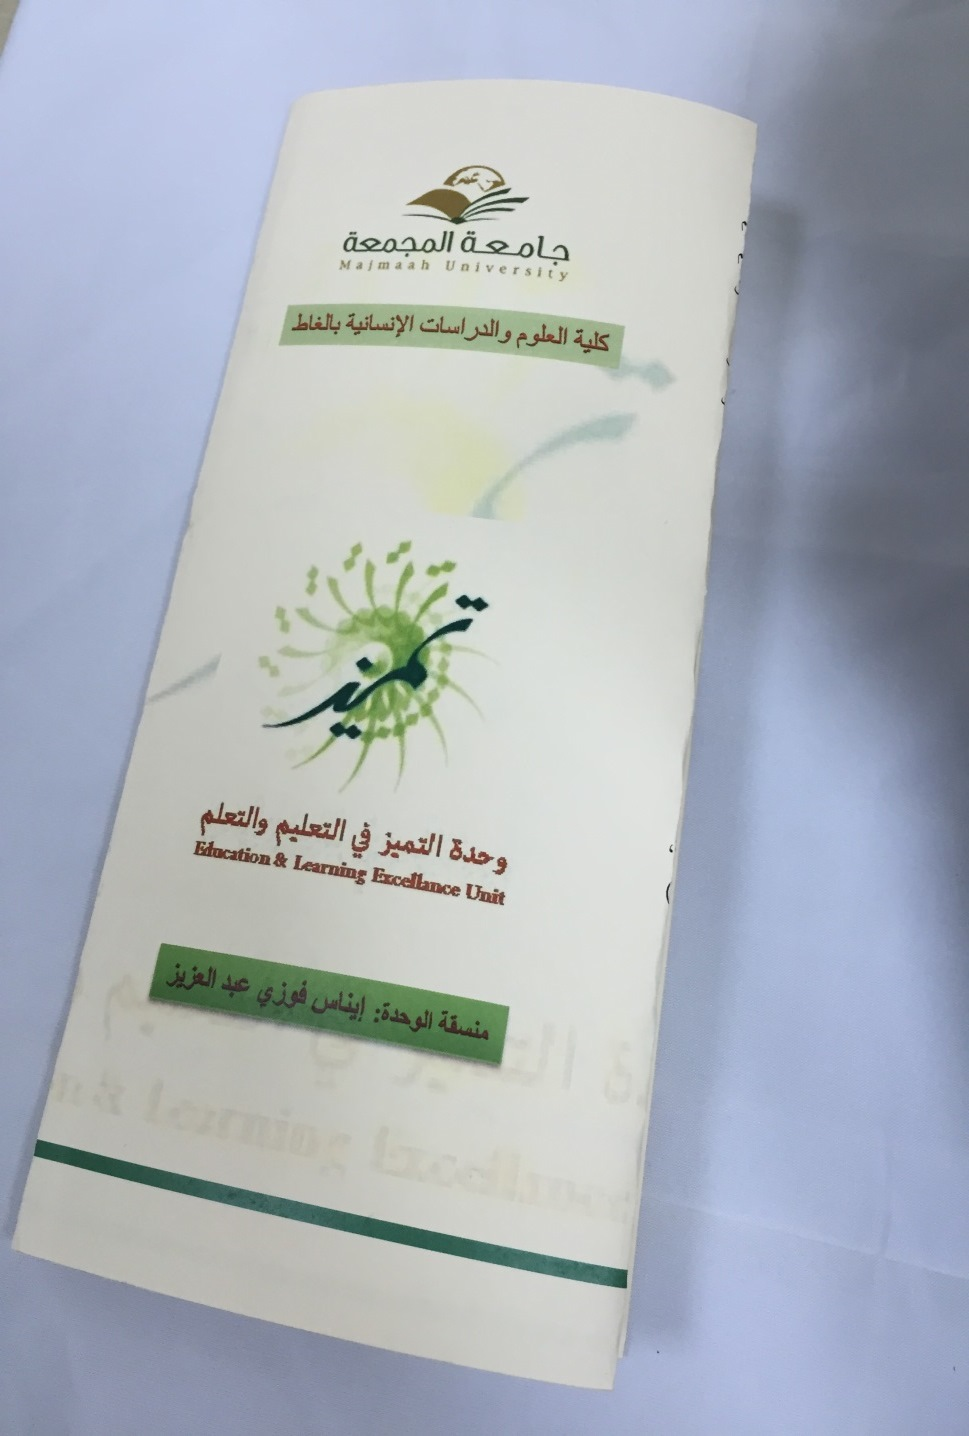 جامعة المجمعة
Majmaah University
كلية العلوم والدراسات الإنسانية بالغاط
تميز
وحدة التميز في التعليم والتعلم
Education & Learning Excellance Unit
منسقة الوحدة: إيناس فوزي عبد العزيز